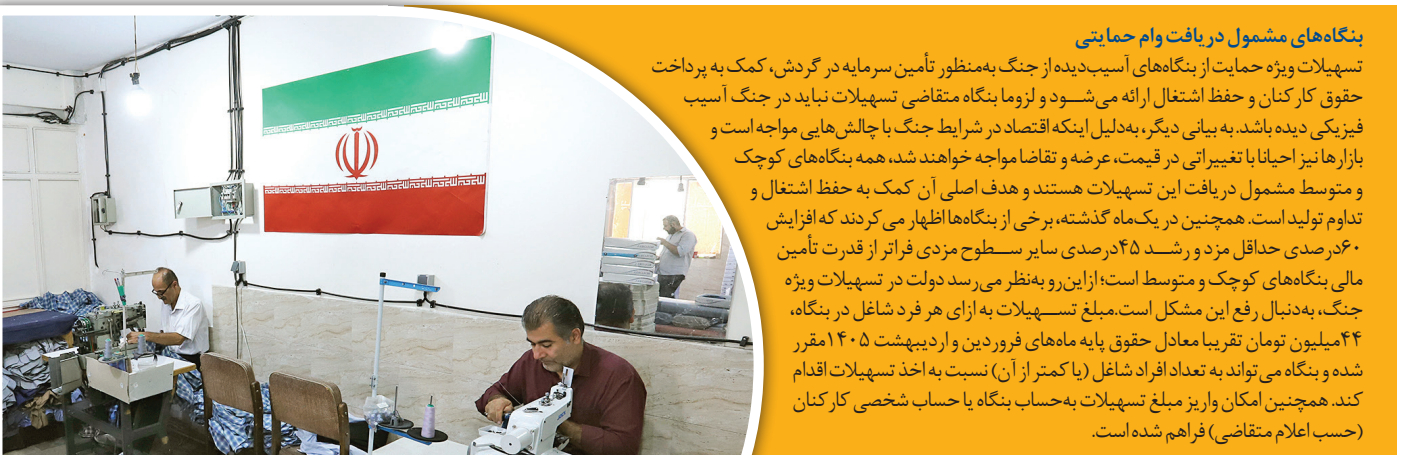 بنگاه‌های مشمول دریافت وام حمایتی
تسهیلات ویژه حمایت از بنگاه‌های آسیب‌دیده از جنگ به‌منظور تأمین سرمایه در گردش، کمک به پرداخت
حقوق کارکنان و حفظ اشتغال ارائه می‌شـــود و لزوما بنگاه متقاضی تسهیلات نباید در جنگ آسیب
فیزیکی دیده باشد. به بیانی دیگر، به‌دلیل اینکه اقتصاد در شرایط جنگ با چالش‌هایی مواجه است و
بازارها نیز احیانا با تغییراتی در قیمت، عرضه و تقاضا مواجه خواهند شد، همه بنگاه‌های کوچک
و متوسط مشمول دریافت این تسهیلات هستند و هدف اصلی آن کمک به حفظ اشتغال و
تداوم تولید است. همچنین در یک‌ماه گذشته، برخی از بنگاه‌ها اظهار می‌کردند که افزایش
۶۰درصدی حداقل مزد و رشـــد ۴۵درصدی سایر ســطوح مزدی فراتر از قدرت تأمین
مالی بنگاه‌های کوچک و متوسط است؛ ازاین‌رو به‌نظر می‌رسد دولت در تسهیلات ویژه
جنگ، به‌دنبال رفع این مشکل است.مبلغ تســـهیلات به ازای هر فرد شاغل در بنگاه،
۴۴میلیون تومان تقریبا معادل حقوق پایه ماه‌های فروردین و اردیبهشت ۱۴۰۵مقرر
شده و بنگاه می‌تواند به تعداد افراد شاغل (یا کمتر از آن) نسبت به اخذ تسهیلات اقدام
کند. همچنین امکان واریز مبلغ تسهیلات به‌حساب بنگاه یا حساب شخصی کارکنان
(حسب اعلام متقاضی) فراهم شده است.